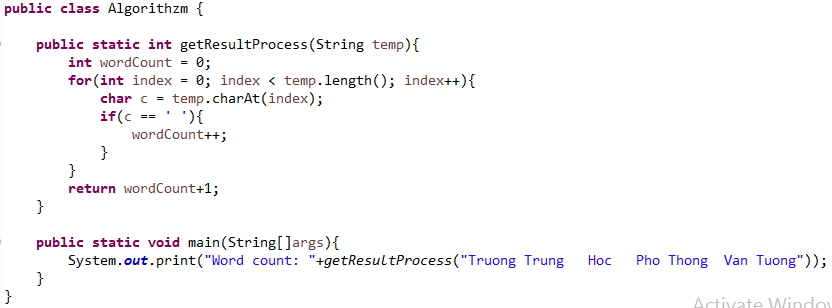 public class Algorithzm {
public static int getResultProcess(String temp){
int wordCount = 0;
for(int index = 0; index < temp.length(); index++){
char c = temp.charAt(index);
if(c == ' '){
wordCount++;
}
}
return wordCount+1;
}
public static void main(String[]args){
System.out.print("Word count: "+getResultProcess("Truong Trung   Hoc   Pho Thong  Van Tuong"));
}
}
Activate Window